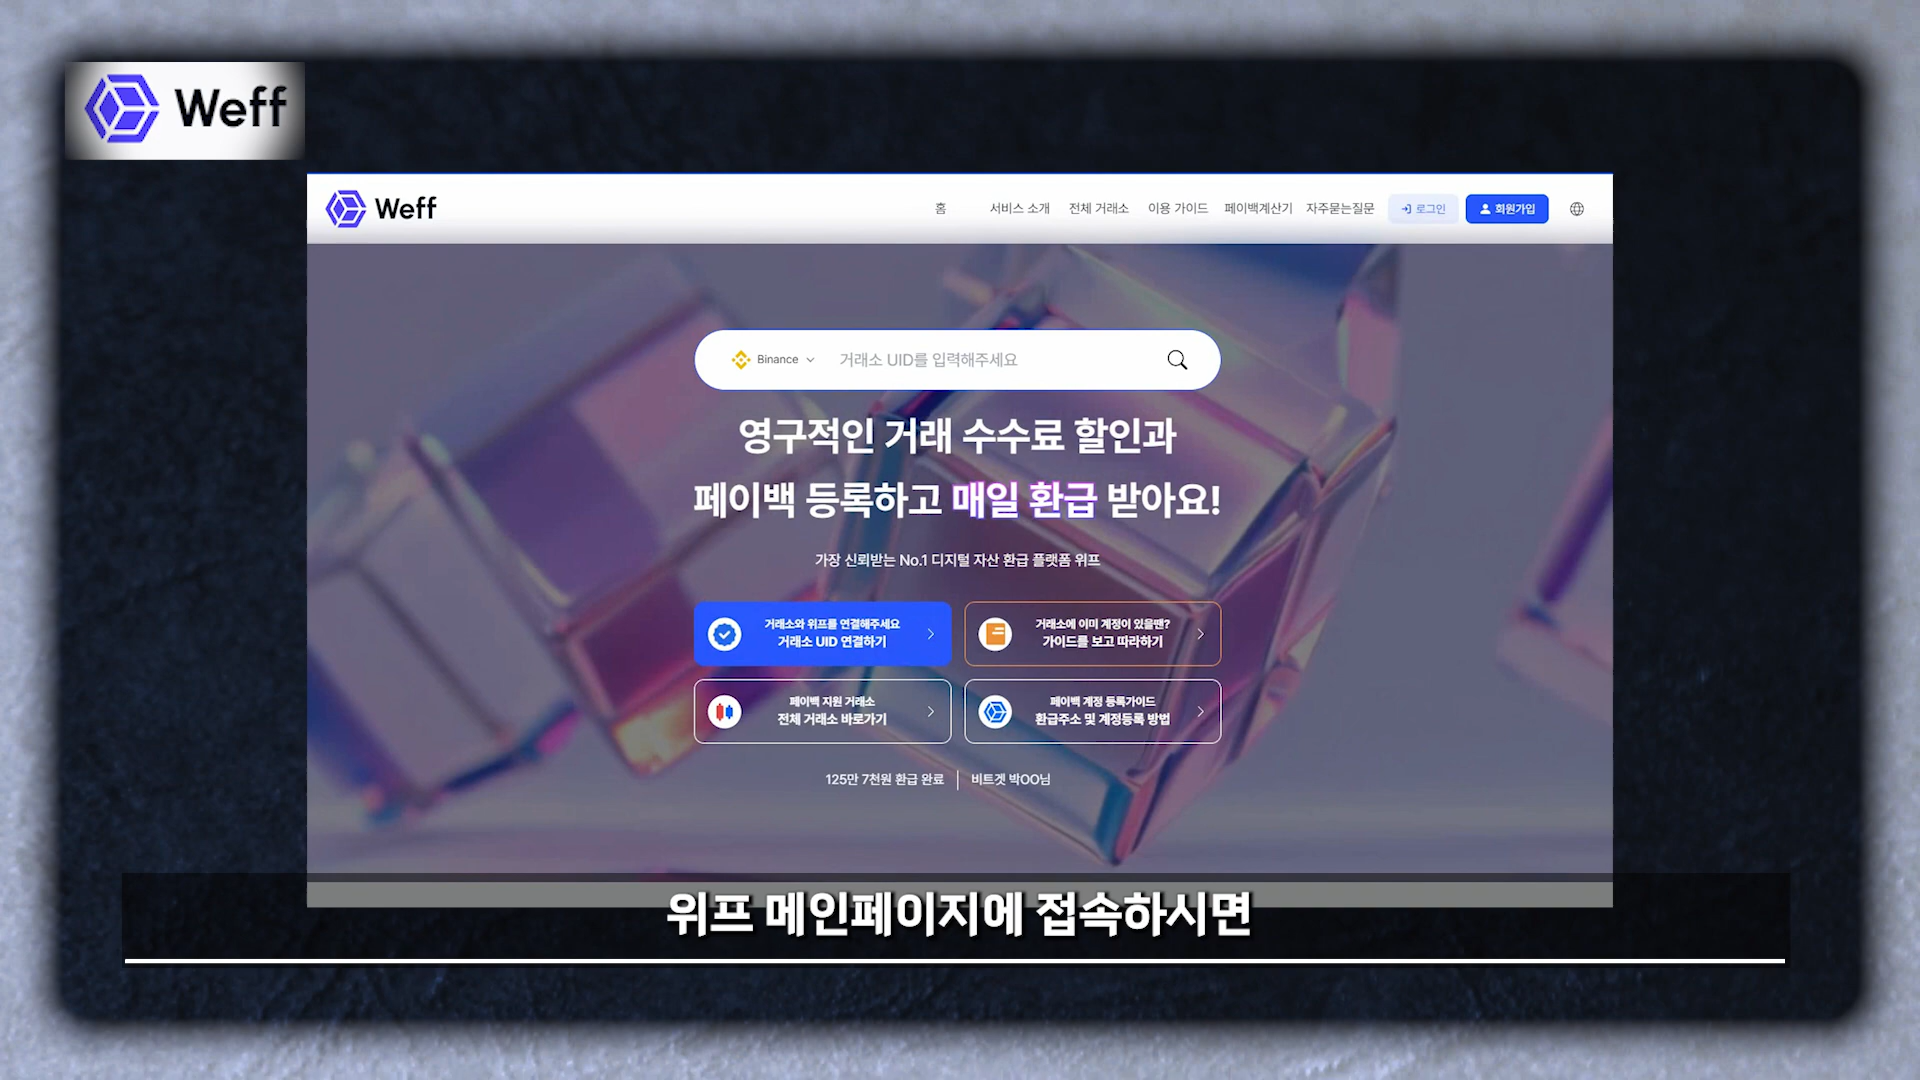 Weff
Weff
홈 서비스 소개 전체 거래소 이용 가이드 페이백계산기 자주묻는질문 로그인 회원가입
Binance 거래소 UID를 입력해주세요
영구적인 거래 수수료 할인과
페이백 등록하고 매일 환급 받아요!
가장 신뢰받는 No.1 디지털 자산 환급 플랫폼 위프
거래소와 위프를 연결해주세요
거래소 UID 연결하기
거래소에 이미 계정이 있을땐?
가이드를 보고 따라하기
페이백 지원 거래소
전체 거래소 바로가기
페이백 계정 등록가이드
환급주소 및 계정등록 방법
125만 7천원 환급 완료 비트겟 박OO님
위프 메인페이지에 접속하시면